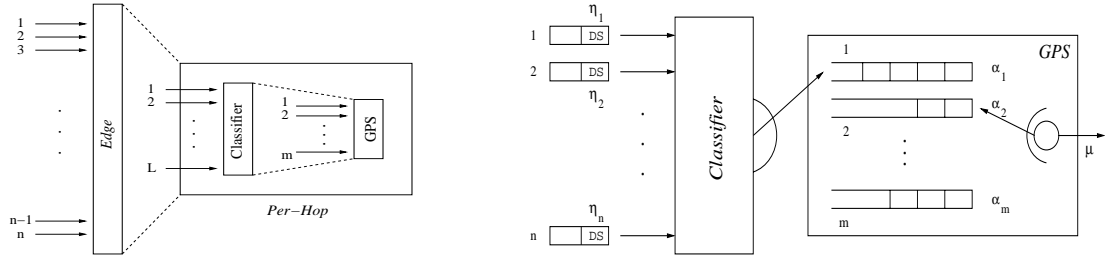 1
2
3
n−1
n
Edge
1
2
L
Classifier
1
2
m
GPS
Per−Hop
η1
1 DS
2 DS
η2
ηn
n DS
Classifier
GPS
1
α1
α2
2
αm
m
μ